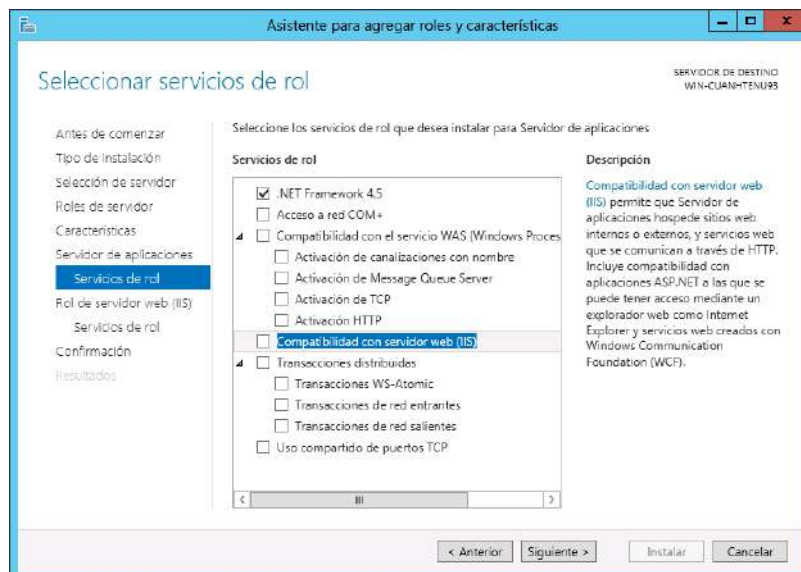 Asistente para agregar roles y características
Seleccionar servicios de rol
SERVIDOR DE DESTINO
WIN-CUANHTENU93
Antes de comenzar
Tipo de instalación
Selección de servidor
Roles de servidor
Características
Servidor de aplicaciones
Servicios de rol
Rol de servidor web (IIS)
Servicios de rol
Confirmación
Resultados
Seleccione los servicios de rol que desea instalar para Servidor de aplicaciones
Servicios de rol
.NET Framework 4.5
Acceso a red COM+
Compatibilidad con el servicio WAS (Windows Proces
Activación de canalizaciones con nombre
Activación de Message Queue Server
Activación de TCP
Activación HTTP
Compatibilidad con servidor web (IIS)
Transacciones distribuidas
Transacciones WS-Atomic
Transacciones de red entrantes
Transacciones de red salientes
Uso compartido de puertos TCP
Descripción
Compatibilidad con servidor web
(IIS) permite que Servidor de
aplicaciones hospede sitios web
internos o externos, y servicios web
que se comunican a través de HTTP.
Incluye compatibilidad con
aplicaciones ASP.NET a las que se
puede tener acceso mediante un
explorador web como Internet
Explorer y servicios web creados con
Windows Communication
Foundation (WCF).
< Anterior
Siguiente >
Instalar
Cancelar